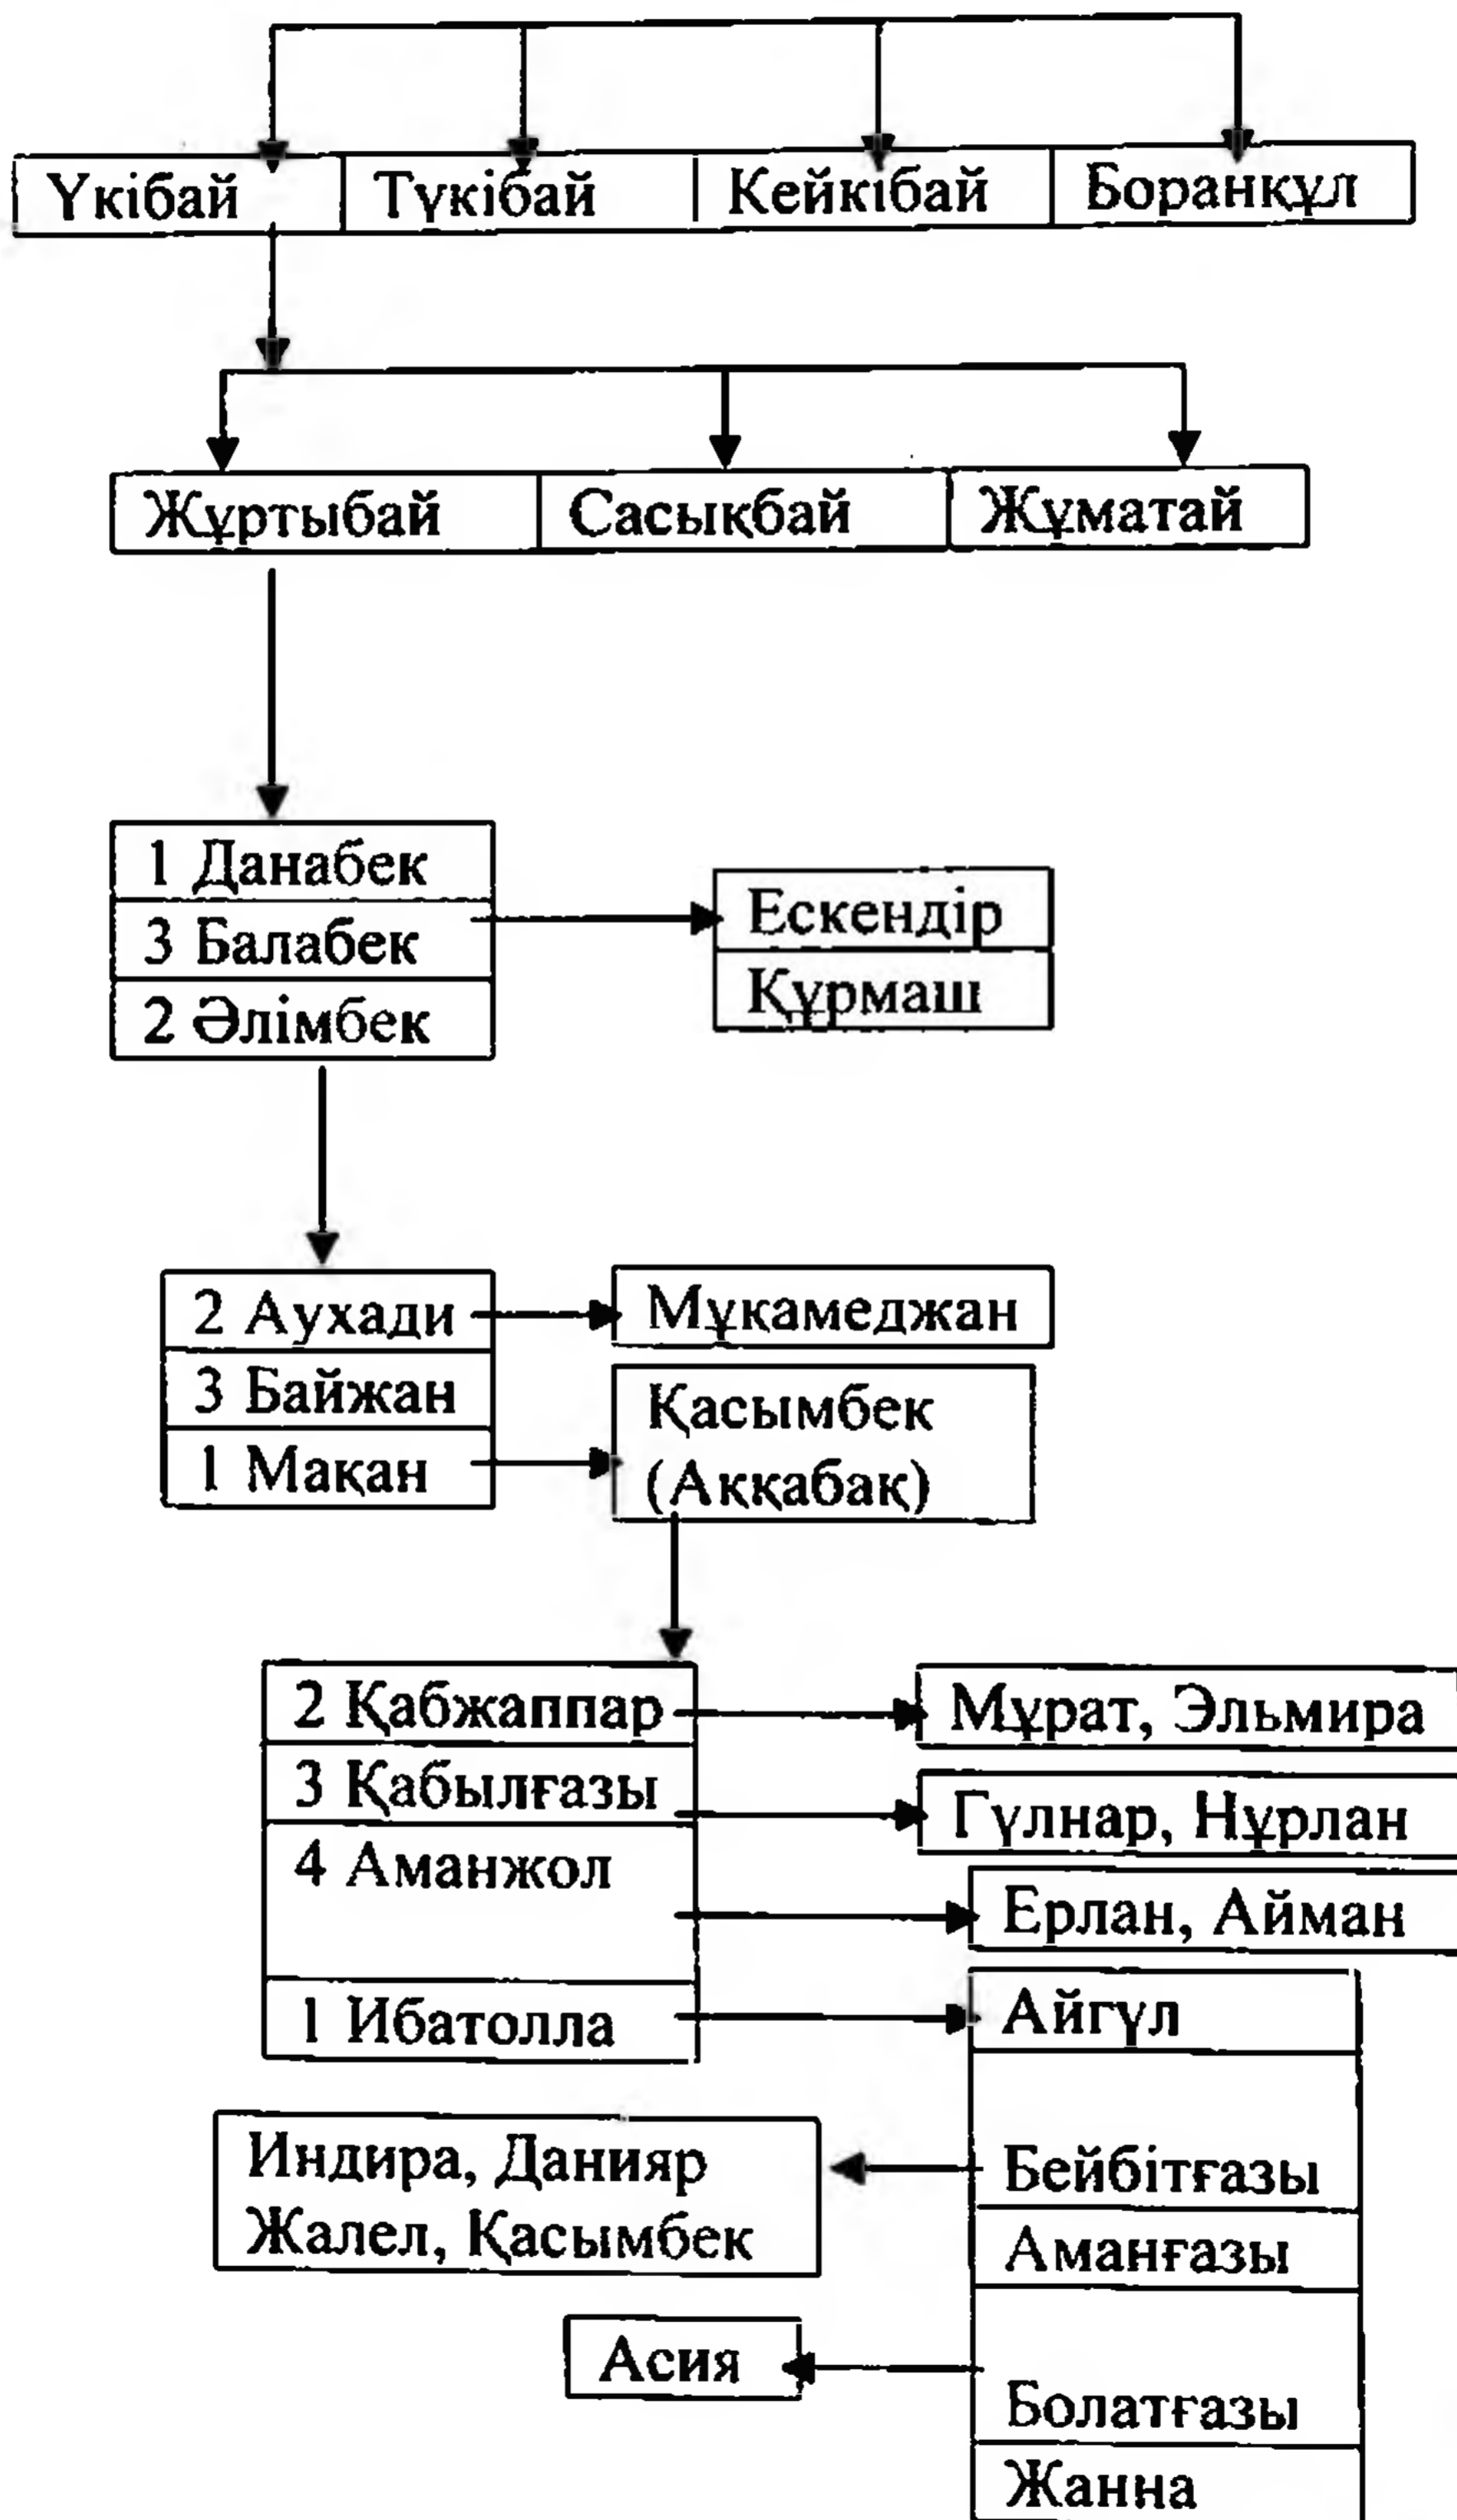 Үкібай Түкібай Кейкібай Боранқұл
Жұртыбай Сасықбай Жұматай
1 Данабек
3 Балабек
2 Әлімбек
Ескендір
Құрмаш
2 Аухади
3 Байжан
1 Мақан
Мұқамеджан
Қасымбек
(Аққабақ)
2 Қабжаппар
3 Қабылғазы
4 Аманжол
1 Ибатолла
Мұрат, Эльмира
Гүлнар, Нұрлан
Ерлан, Айман
Айгүл
Бейбітғазы
Аманғазы
Болатғазы
Жанна
Индира, Данияр
Жалел, Қасымбек
Асия